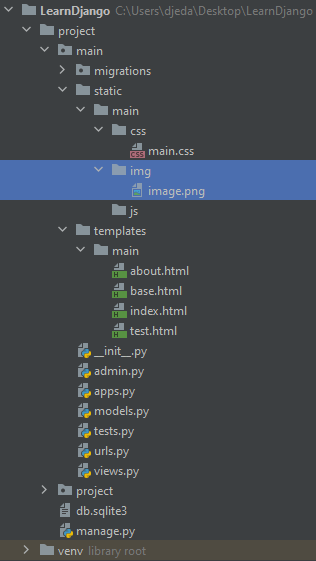 LearnDjango C:\Users\djeda\Desktop\LearnDjango
project
main
migrations
static
main
css
main.css
img
image.png
js
templates
main
about.html
base.html
index.html
test.html
__init__.py
admin.py
apps.py
models.py
tests.py
urls.py
views.py
project
db.sqlite3
manage.py
venv library root